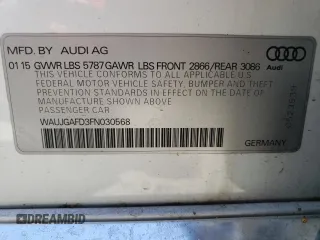 MFD. BY AUDI AG
01 15 GVWR LBS 5787 GAWR LBS FRONT 2866/REAR 3086
Audi
THIS VEHICLE CONFORMS TO ALL APPLICABLE U.S.
FEDERAL MOTOR VEHICLE SAFETY, BUMPER AND THEFT
PREVENTION STANDARDS IN EFFECT ON THE DATE OF
MANUFACTURE SHOWN ABOVE.
PASSENGER CAR
WAUJGAFD3FN030568
GERMANY
© DIAMONDBID